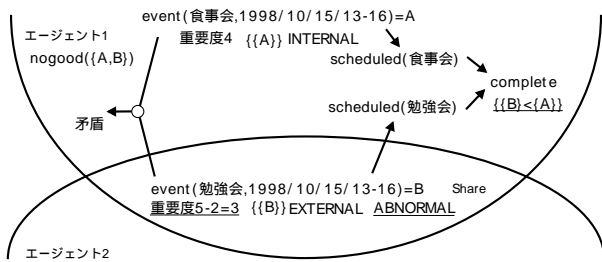 event(食事会,1998/10/15/13-16)=A
エージェント1
重要度4 {{A}} INTERNAL
nogood({A,B})
scheduled(食事会)
complete
{{B}<{A}}
scheduled(勉強会)
矛盾
event(勉強会,1998/10/15/13-16)=B Share
重要度5-2=3 {{B}} EXTERNAL ABNORMAL
エージェント2